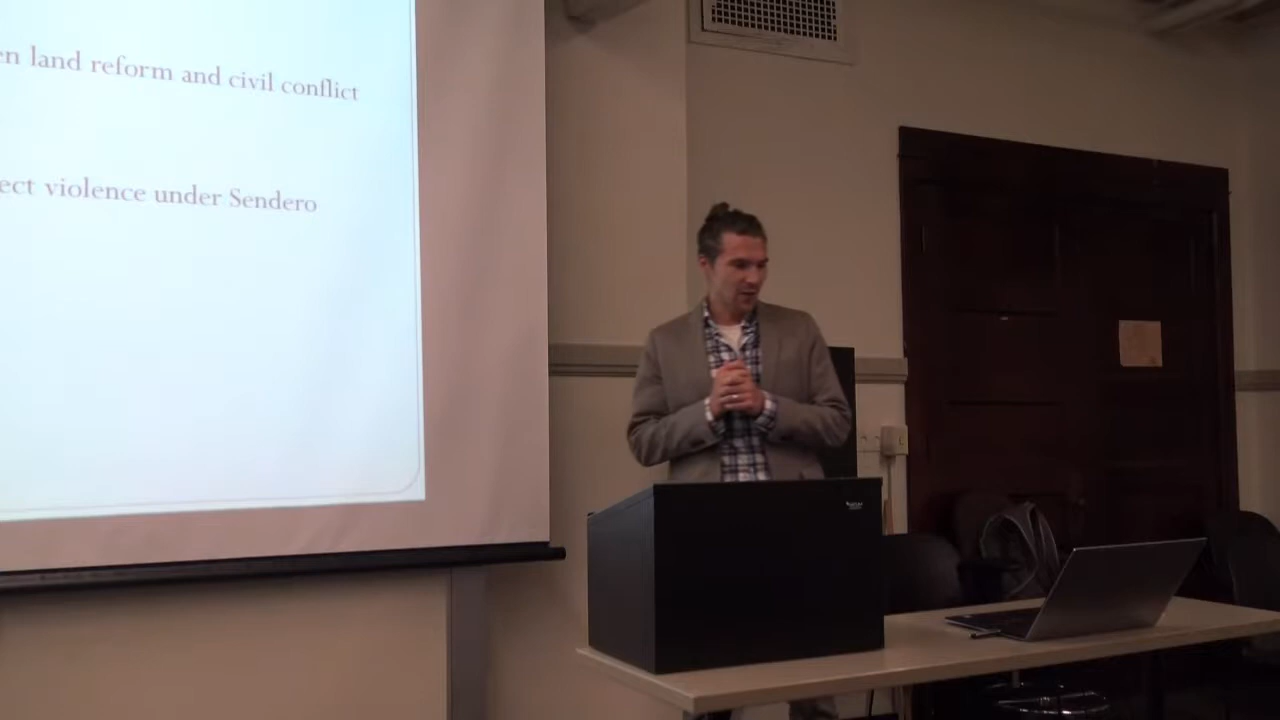 en land reform and civil conflict
ect violence under Sendero